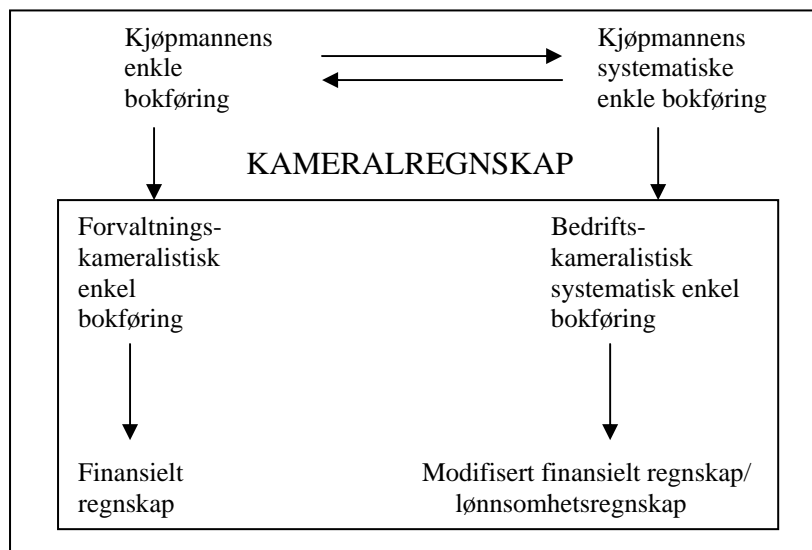 Kjøpmannens
enkle
bokføring
Kjøpmannens
systematiske
enkle bokføring
KAMERALREGNSKAP
Forvaltnings-
kameralistisk
enkel
bokføring
Bedrifts-
kameralistisk
systematisk enkel
bokføring
Finansielt
regnskap
Modifisert finansielt regnskap/
lønnsomhetsregnskap